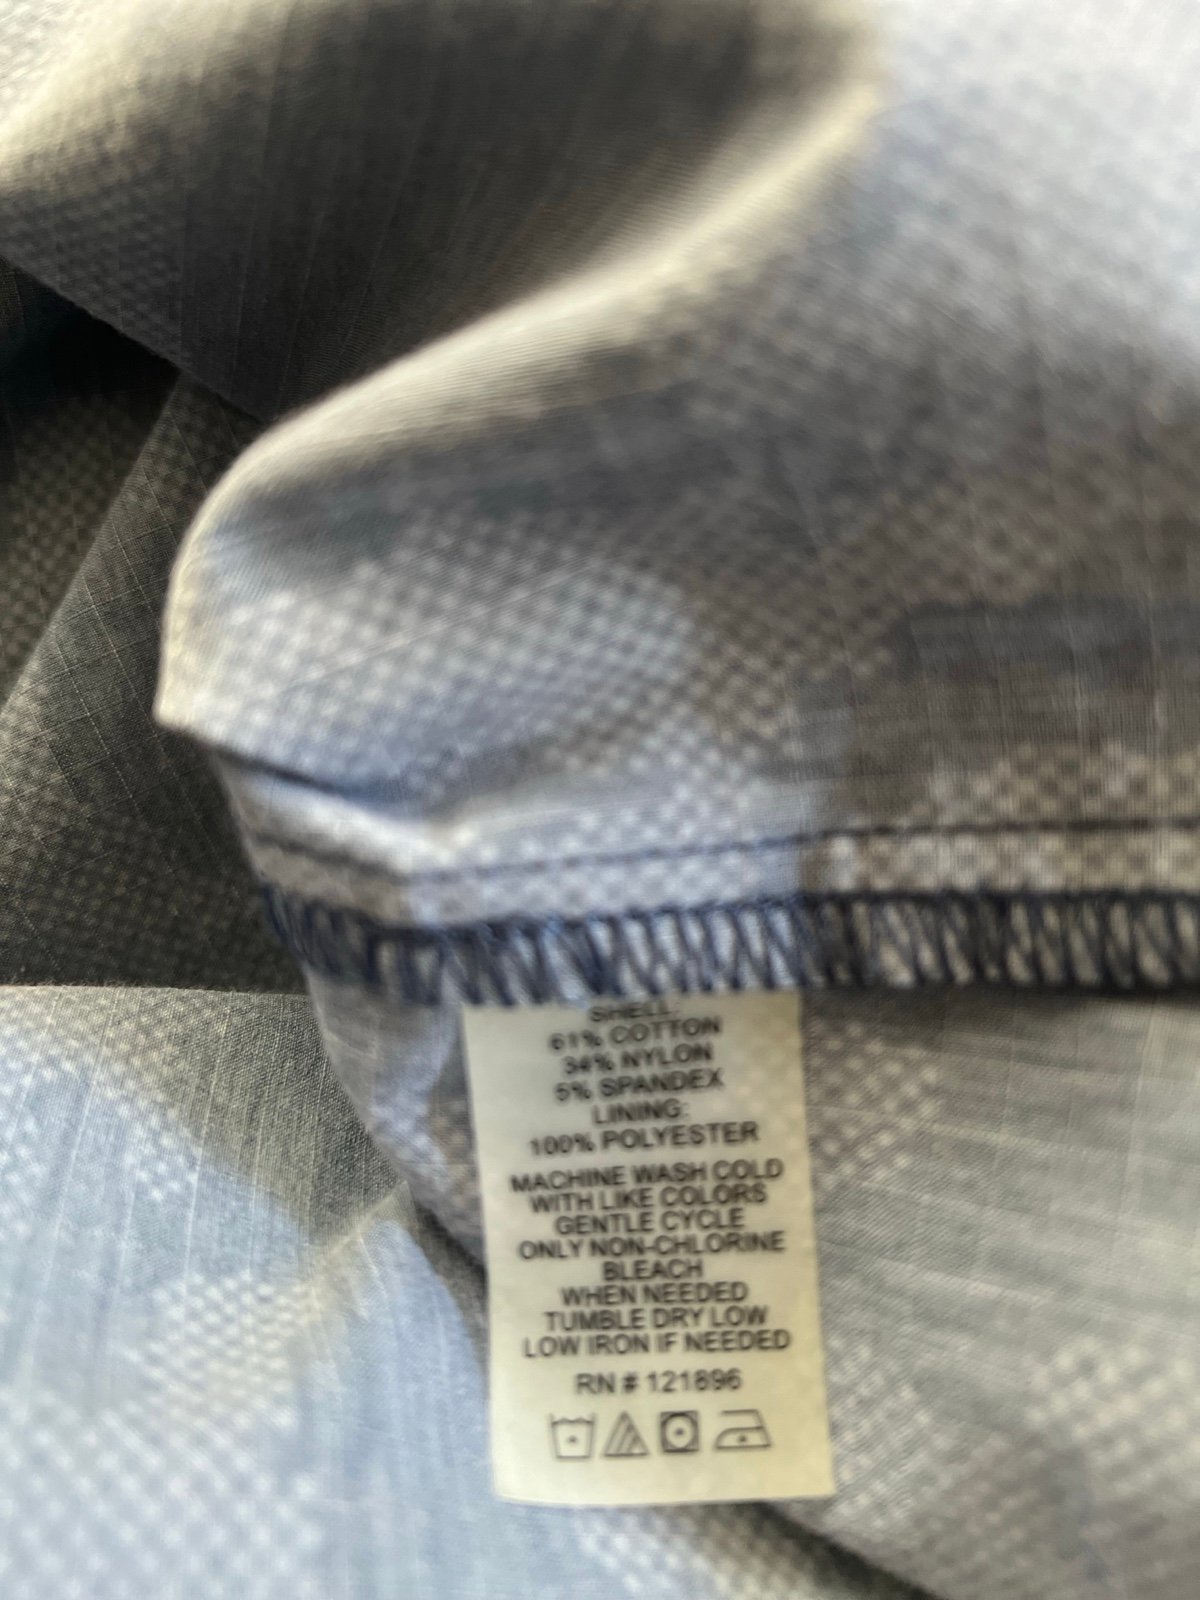 SHELL:
61% COTTON
34% NYLON
5% SPANDEX
LINING:
100% POLYESTER
MACHINE WASH COLD
WITH LIKE COLORS
GENTLE CYCLE
ONLY NON-CHLORINE
BLEACH
WHEN NEEDED
TUMBLE DRY LOW
LOW IRON IF NEEDED
RN # 121896